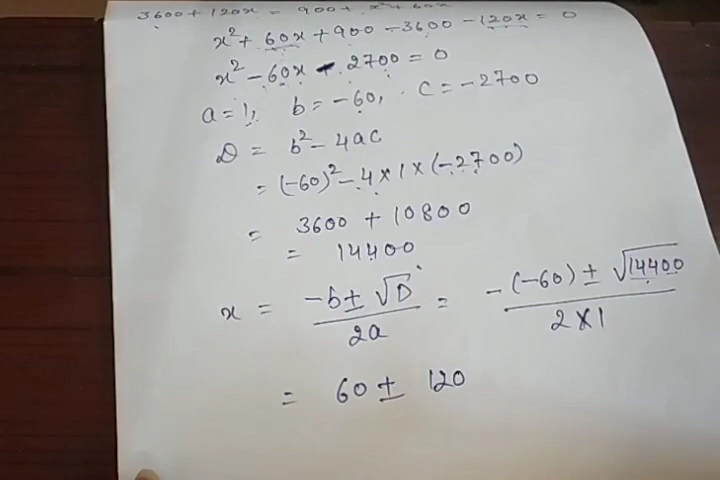 3600 + 120x = 900 + x² + 60x
x² + 60x + 900 - 3600 - 120x = 0
x² - 60x - 2700 = 0
a = 1, b = -60, c = -2700
D = b² - 4ac
= (-60)² - 4 × 1 × (-2700)
= 3600 + 10800
= 14400
x = (-b ± √D) / 2a = (-(-60) ± √14400) / (2 × 1)
= 60 ± 120